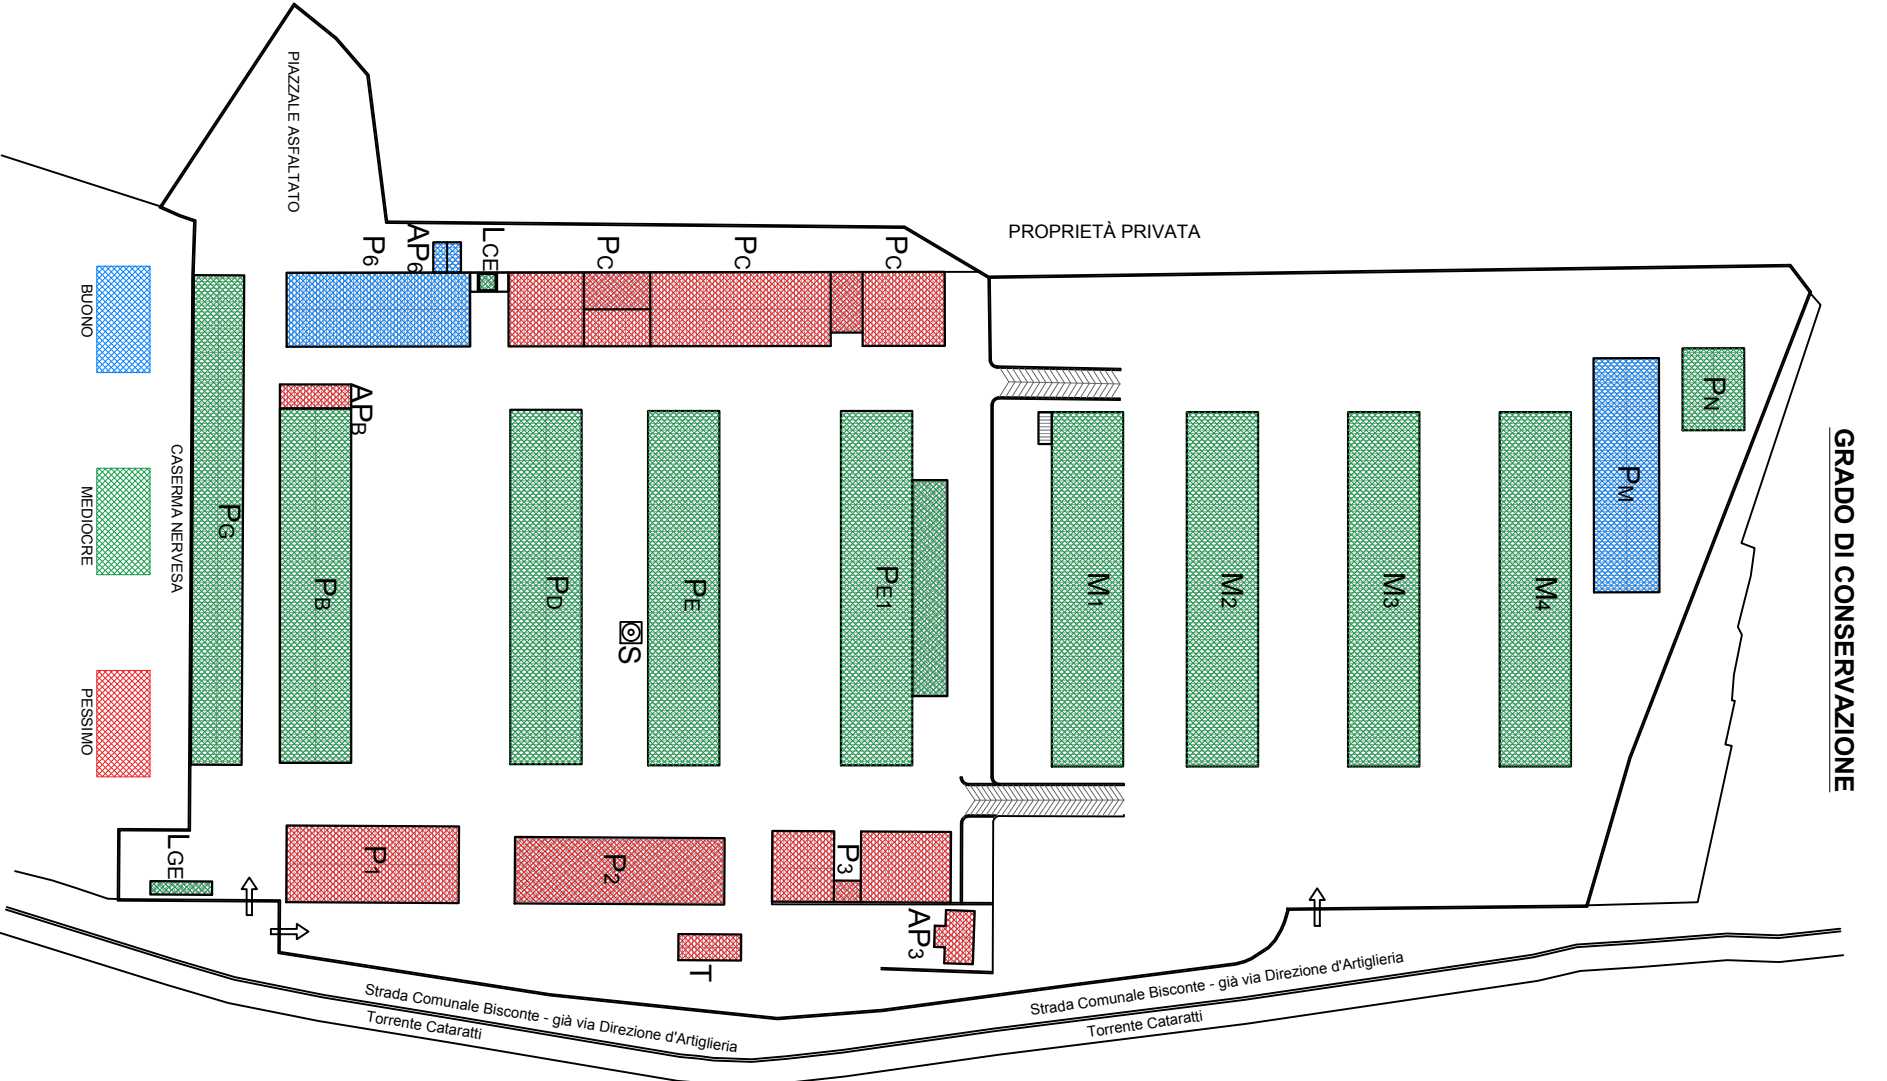 GRADO DI CONSERVAZIONE
PIAZZALE ASFALTATO
PROPRIETÀ PRIVATA
P6
AP6
LCE
PC
PC
PC
BUONO
MEDIOCRE
PESSIMO
CASERMA NERVESA
PG
APB
PB
PD
PE
S
PE1
M1
M2
M3
M4
PM
PN
LGE
P1
P2
P3
AP3
T
Strada Comunale Bisconte - già via Direzione d'Artiglieria
Torrente Cataratti
Strada Comunale Bisconte - già via Direzione d'Artiglieria
Torrente Cataratti